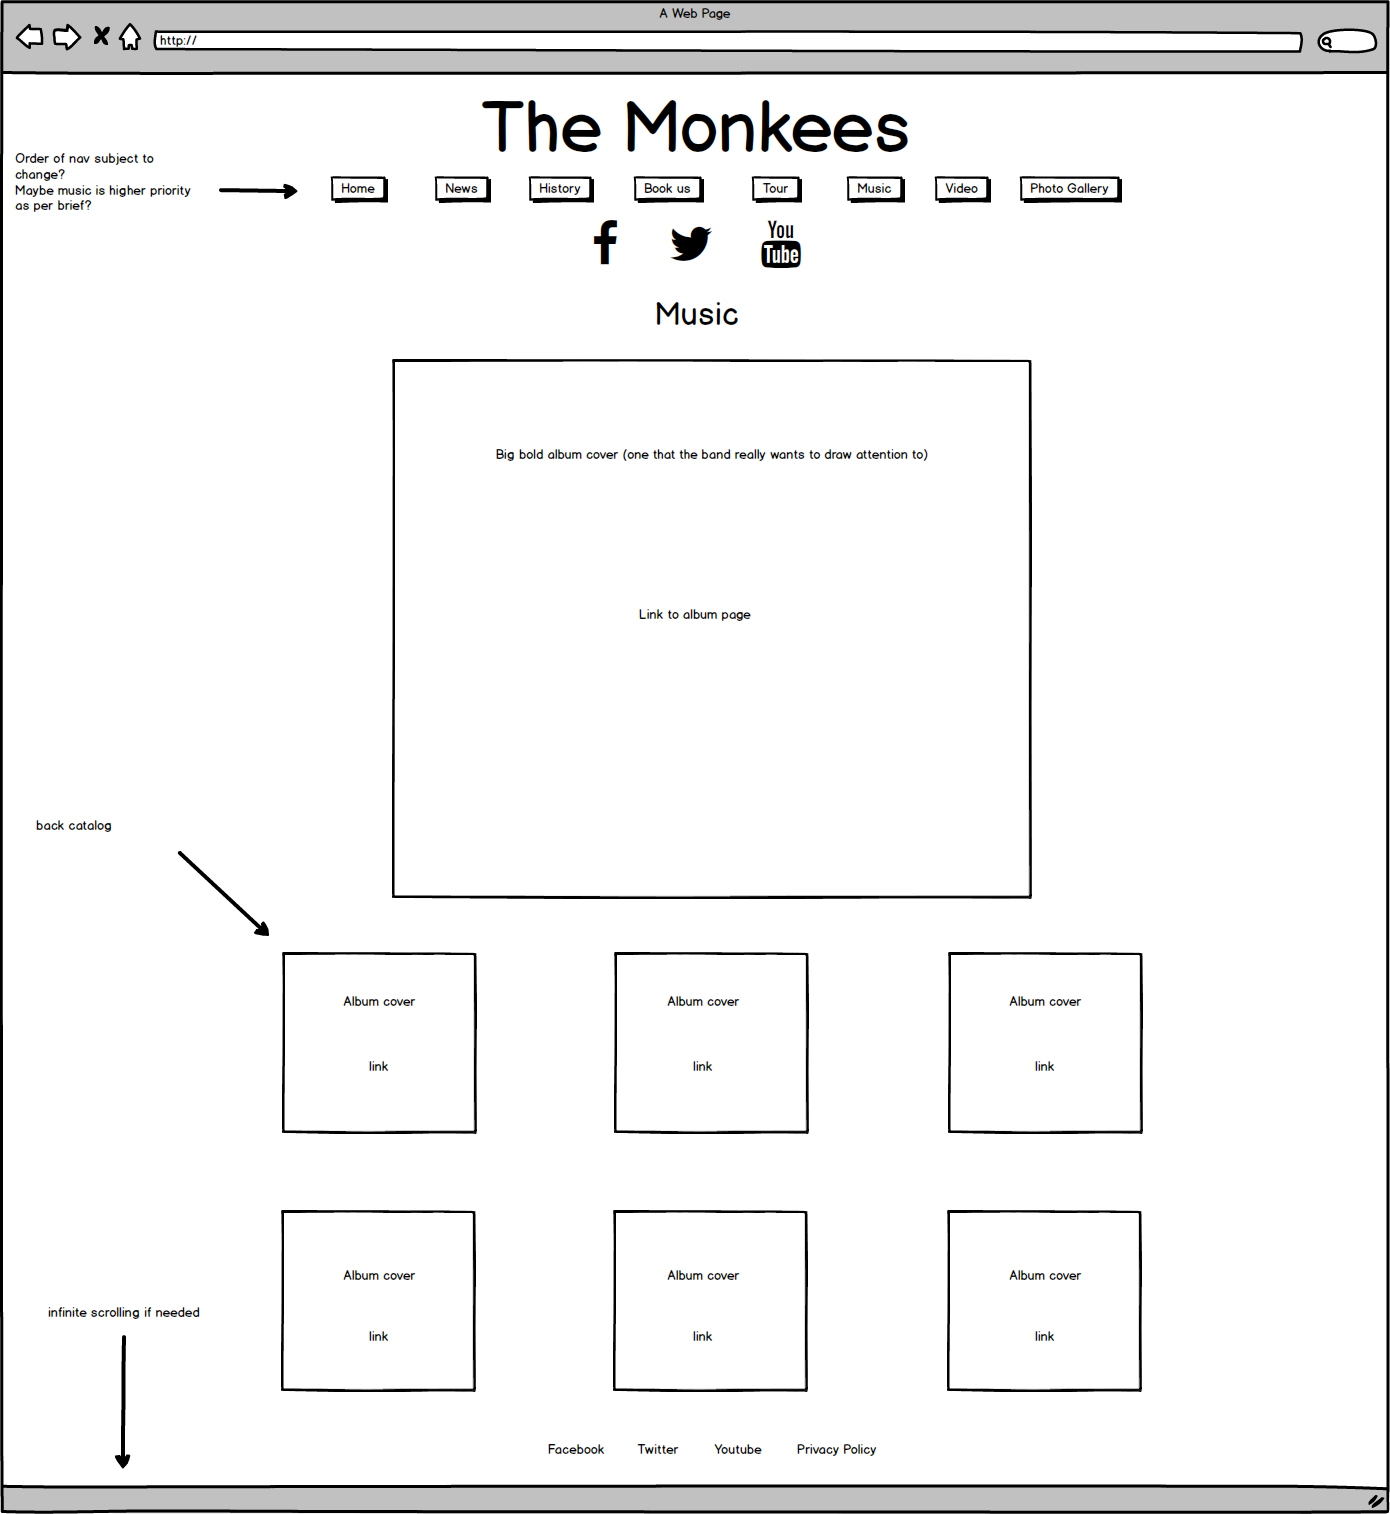 A Web Page
http://
The Monkees
Order of nav subject to
change?
Maybe music is higher priority
as per brief?
Home News History Book us Tour Music Video Photo Gallery
You
Tube
Music
Big bold album cover (one that the band really wants to draw attention to)
Link to album page
back catalog
Album cover Album cover Album cover
link link link
Album cover Album cover Album cover
infinite scrolling if needed
link link link
Facebook Twitter Youtube Privacy Policy